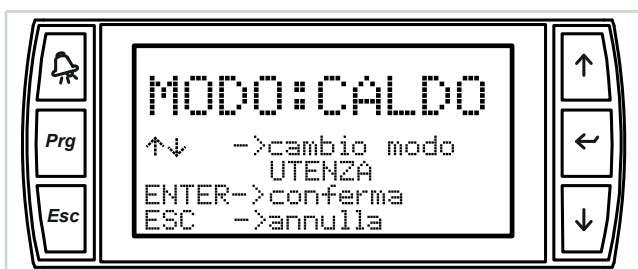 MODO:CALDO
↑↓ ->cambio modo
UTENZA
ENTER->conferma
ESC ->annulla
Prg
Esc